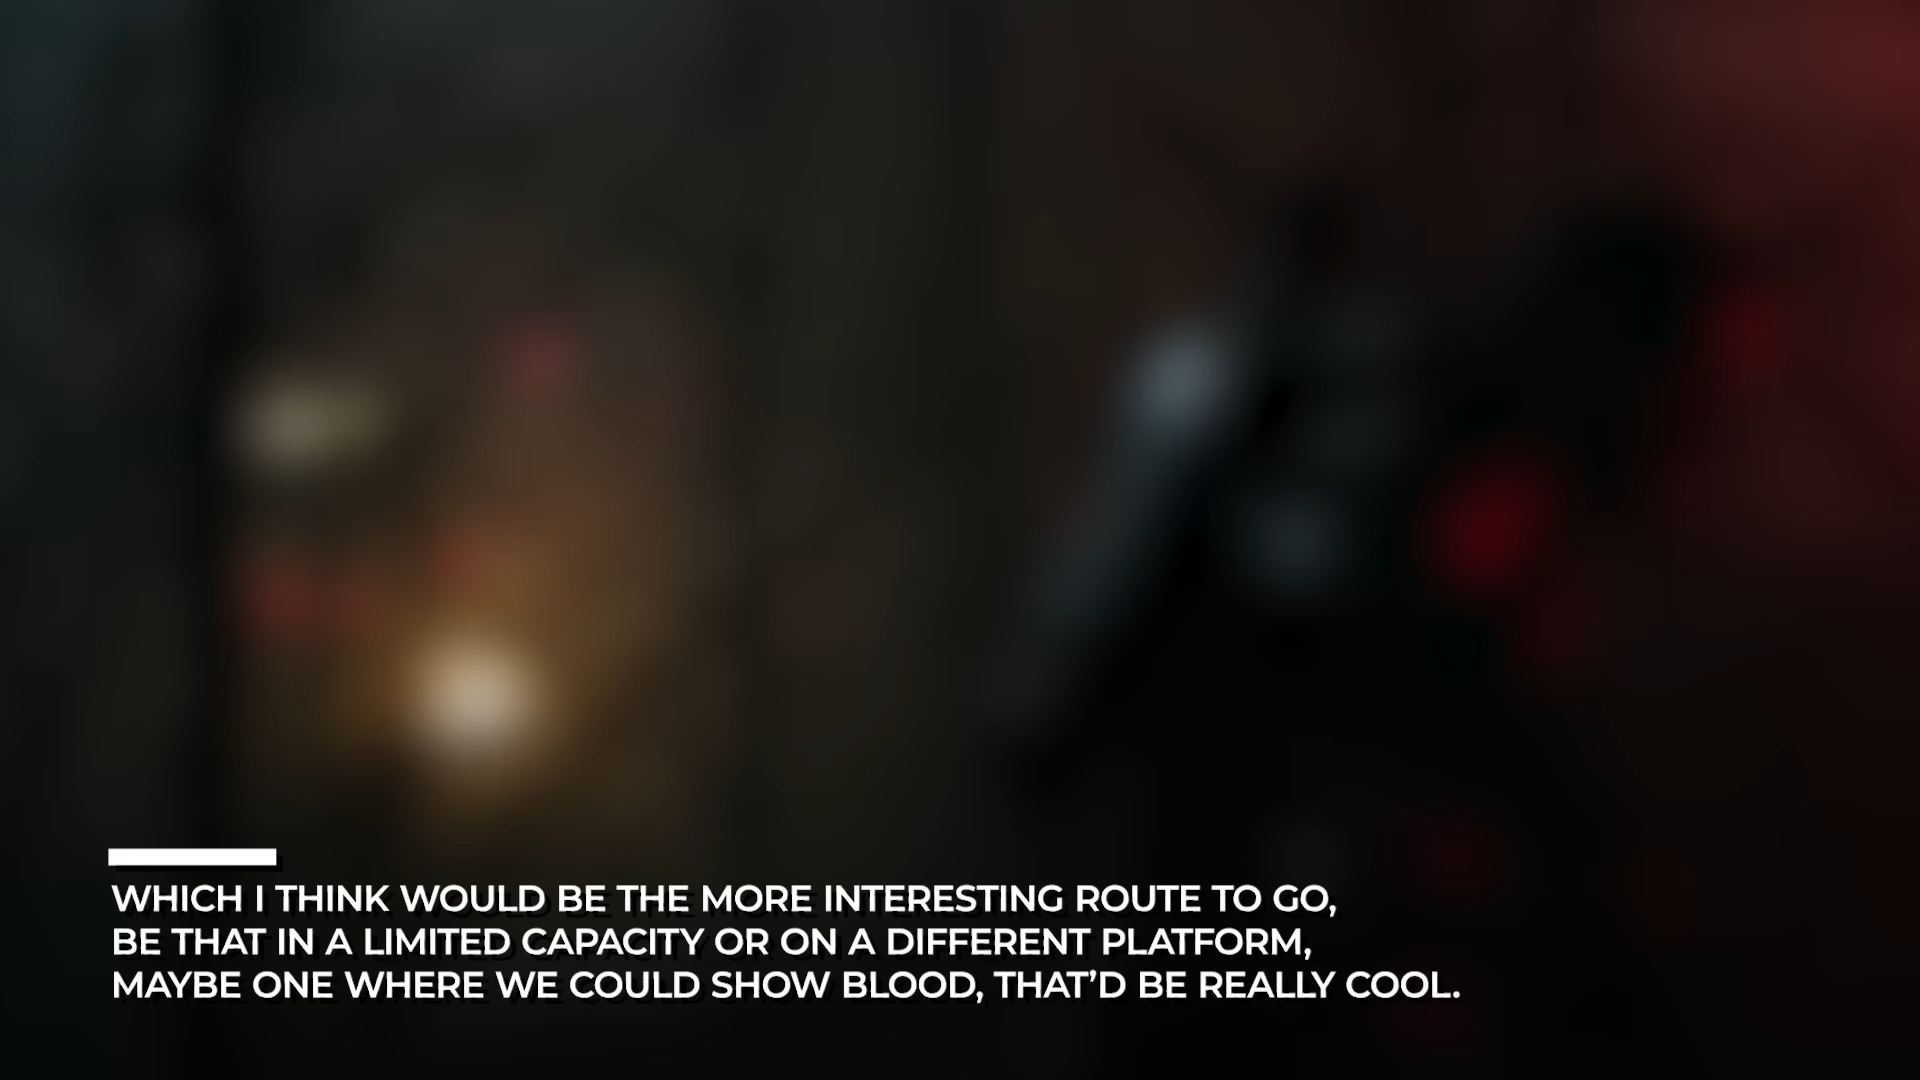 WHICH I THINK WOULD BE THE MORE INTERESTING ROUTE TO GO,
BE THAT IN A LIMITED CAPACITY OR ON A DIFFERENT PLATFORM,
MAYBE ONE WHERE WE COULD SHOW BLOOD, THAT’D BE REALLY COOL.